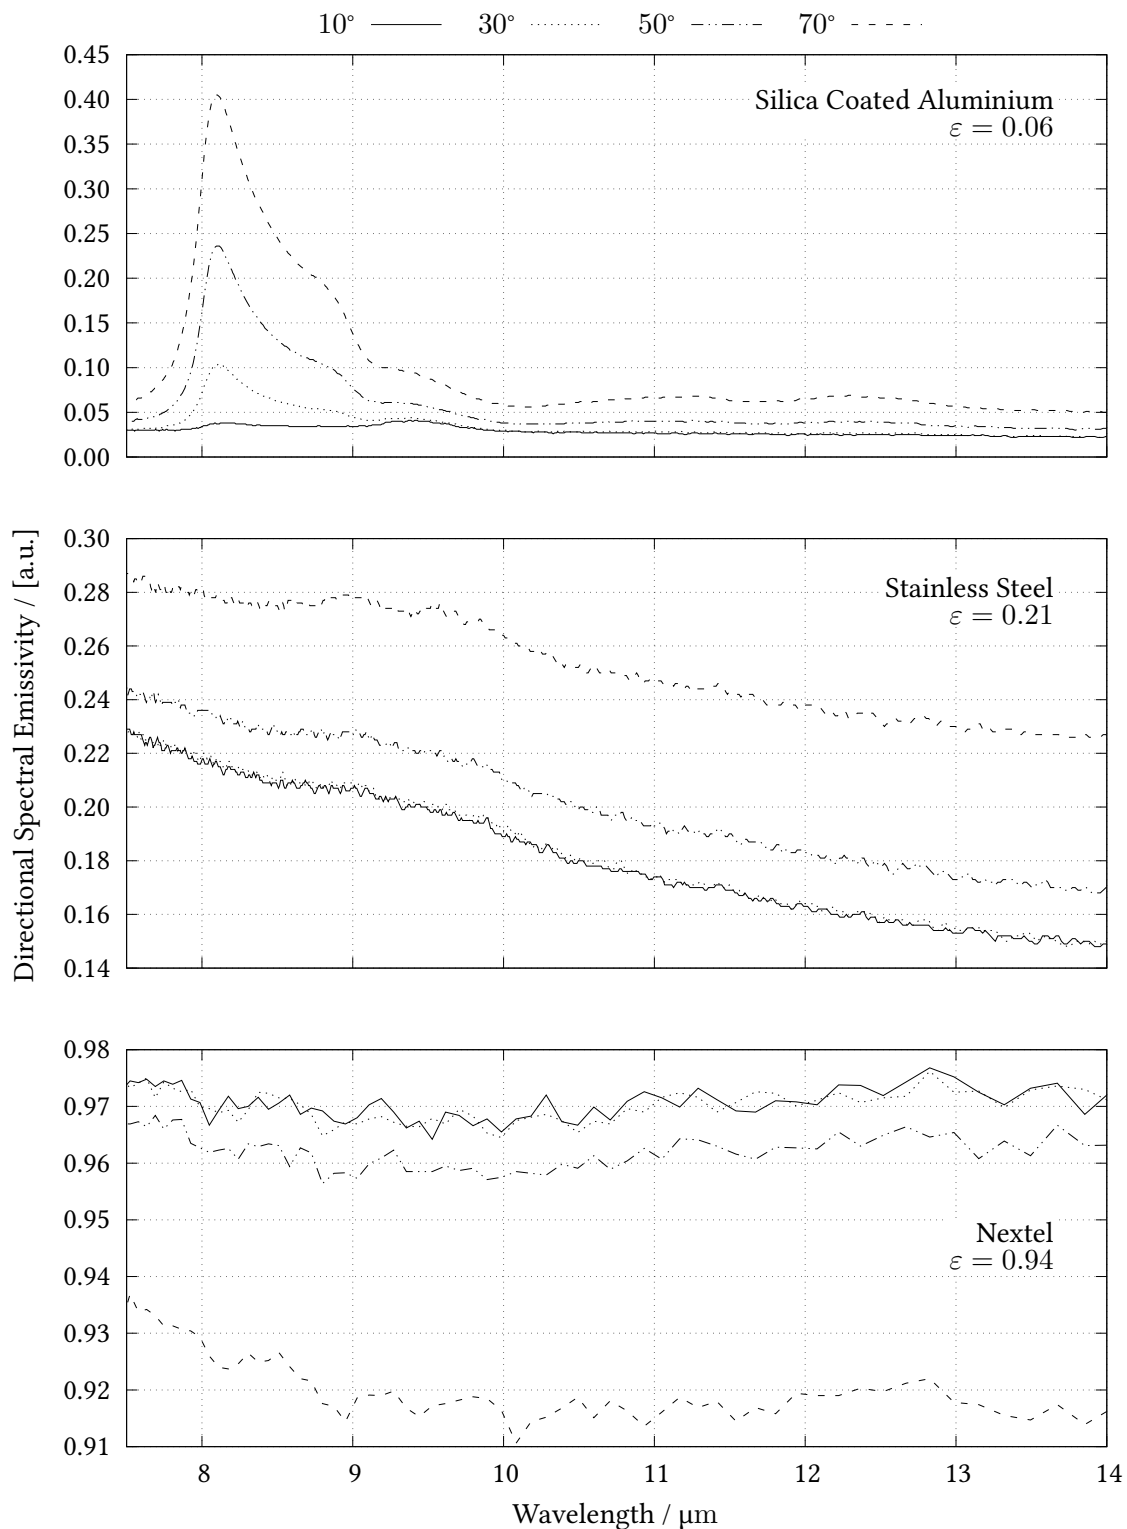 10° 30° 50° 70°
0.45
0.40
0.35
0.30
0.25
0.20
0.15
0.10
0.05
0.00
Silica Coated Aluminium
ε = 0.06
Directional Spectral Emissivity / [a.u.]
0.30
0.28
0.26
0.24
0.22
0.20
0.18
0.16
0.14
Stainless Steel
ε = 0.21
0.98
0.97
0.96
0.95
0.94
0.93
0.92
0.91
Nextel
ε = 0.94
8 9 10 11 12 13 14
Wavelength / μm